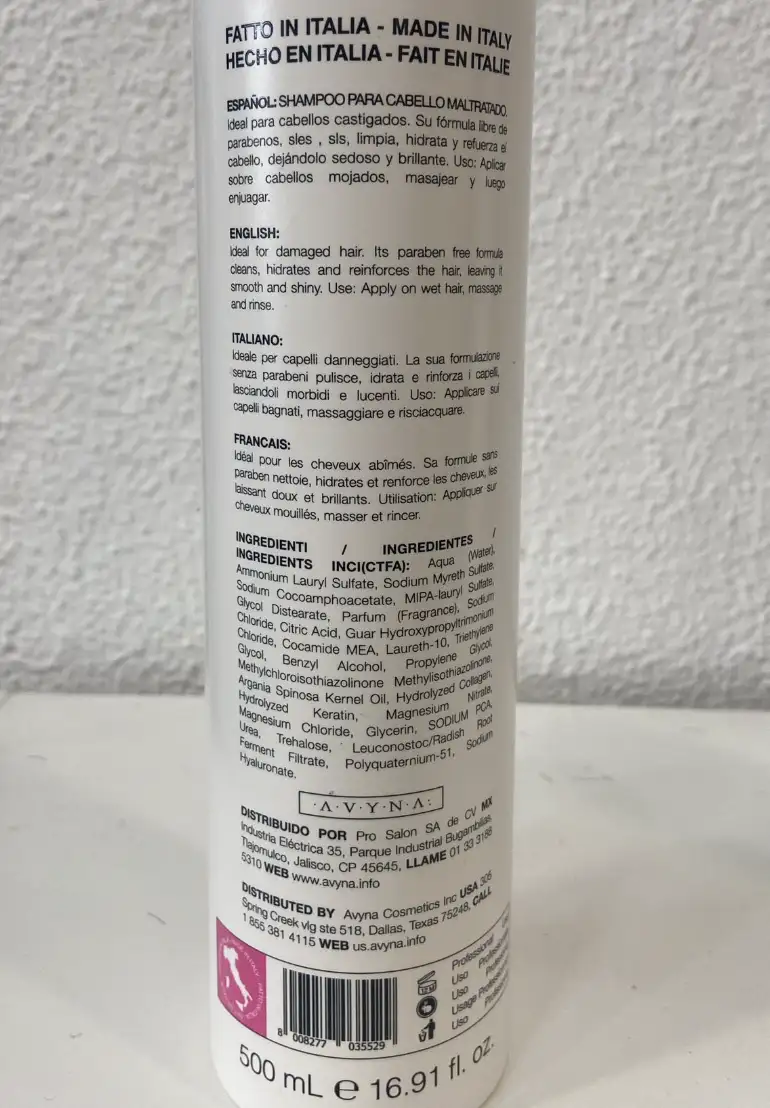 FATTO IN ITALIA - MADE IN ITALY
HECHO EN ITALIA - FAIT EN ITALIE
ESPAÑOL: SHAMPOO PARA CABELLO MALTRATADO.
Ideal para cabellos castigados. Su fórmula libre de
parabenos, sles , sls, limpia, hidrata y refuerza el
cabello, dejándolo sedoso y brillante. Uso: Aplicar
sobre cabellos mojados, masajear y luego
enjuagar.
ENGLISH:
Ideal for damaged hair. Its paraben free formula
cleans, hidrates and reinforces the hair, leaving it
smooth and shiny. Use: Apply on wet hair, massage
and rinse.
ITALIANO:
Ideale per capelli danneggiati. La sua formulazione
senza parabeni pulisce, idrata e rinforza i capelli,
lasciandoli morbidi e lucenti. Uso: Applicare sui
capelli bagnati, massaggiare e risciacquare.
FRANCAIS:
Idéal pour les cheveux abîmés. Sa formule sans
paraben nettoie, hidrates et renforce les cheveux, les
laissant doux et brillants. Utilisation: Appliquer sur
cheveux mouillés, masser et rincer.
INGREDIENTI / INGREDIENTES /
INGREDIENTS INCI(CTFA): Aqua (Water),
Ammonium Lauryl Sulfate, Sodium Myreth Sulfate,
Sodium Cocoamphoacetate, MIPA-lauryl Sulfate,
Glycol Distearate, Parfum (Fragrance), Sodium
Chloride, Citric Acid, Guar Hydroxypropyltrimonium
Chloride, Cocamide MEA, Laureth-10, Triethylene
Glycol, Benzyl Alcohol, Propylene Glycol,
Methylchloroisothiazolinone Methylisothiazolinone,
Argania Spinosa Kernel Oil, Hydrolyzed Collagen,
Hydrolyzed Keratin, Magnesium Nitrate,
Magnesium Chloride, Glycerin, SODIUM PCA,
Urea, Trehalose, Leuconostoc/Radish Root
Ferment Filtrate, Polyquaternium-51, Sodium
Hyaluronate.
·A·V·Y·N·A·
DISTRIBUIDO POR Pro Salon SA de CV MX
Industria Eléctrica 35, Parque Industrial Bugambilias,
Tlajomulco, Jalisco, CP 45645, LLAME 01 33 3188
5310 WEB www.avyna.info
DISTRIBUTED BY Avyna Cosmetics Inc USA 305
Spring Creek vlg ste 518, Dallas, Texas 75248, CALL
1 855 381 4115 WEB us.avyna.info
Professional
Uso
Uso
Usage
Uso
12M
8 008277 035529
500 mL e 16.91 fl. oz.